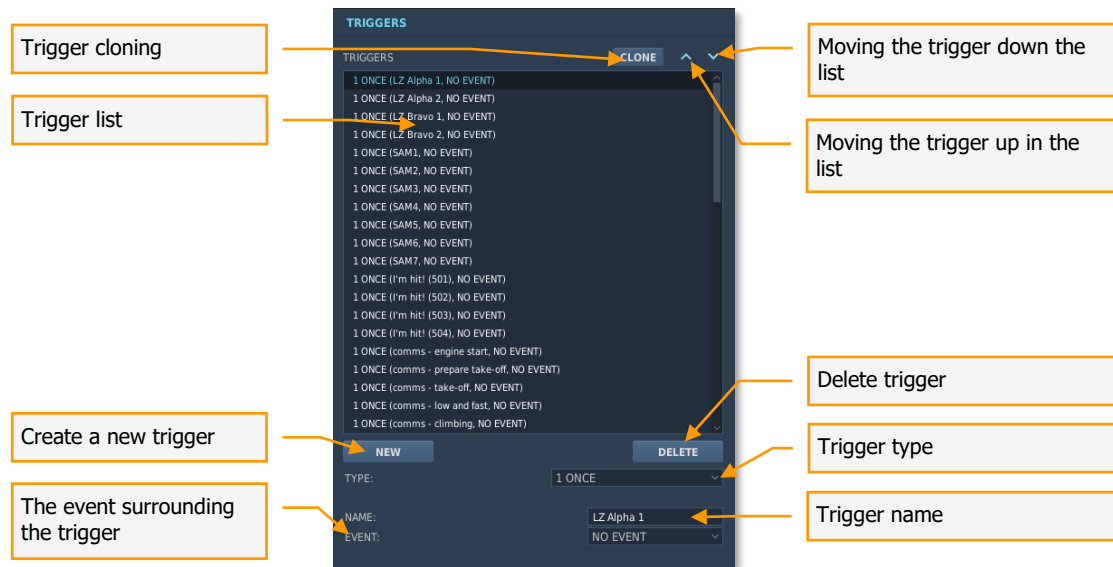 TRIGGERS
Trigger cloning
TRIGGERS
CLONE
Moving the trigger down the
list
Trigger list
Moving the trigger up in the
list
1 ONCE (LZ Alpha 1, NO EVENT)
1 ONCE (LZ Alpha 2, NO EVENT)
1 ONCE (LZ Bravo 1, NO EVENT)
1 ONCE (LZ Bravo 2, NO EVENT)
1 ONCE (SAM1, NO EVENT)
1 ONCE (SAM2, NO EVENT)
1 ONCE (SAM3, NO EVENT)
1 ONCE (SAM4, NO EVENT)
1 ONCE (SAM5, NO EVENT)
1 ONCE (SAM6, NO EVENT)
1 ONCE (SAM7, NO EVENT)
1 ONCE (I'm hit! (501), NO EVENT)
1 ONCE (I'm hit! (502), NO EVENT)
1 ONCE (I'm hit! (503), NO EVENT)
1 ONCE (I'm hit! (504), NO EVENT)
1 ONCE (comms - engine start, NO EVENT)
1 ONCE (comms - prepare take-off, NO EVENT)
1 ONCE (comms - take-off, NO EVENT)
1 ONCE (comms - low and fast, NO EVENT)
1 ONCE (comms - climbing, NO EVENT)
Delete trigger
Create a new trigger
NEW
DELETE
Trigger type
TYPE:
1 ONCE
The event surrounding
the trigger
NAME:
LZ Alpha 1
Trigger name
EVENT:
NO EVENT